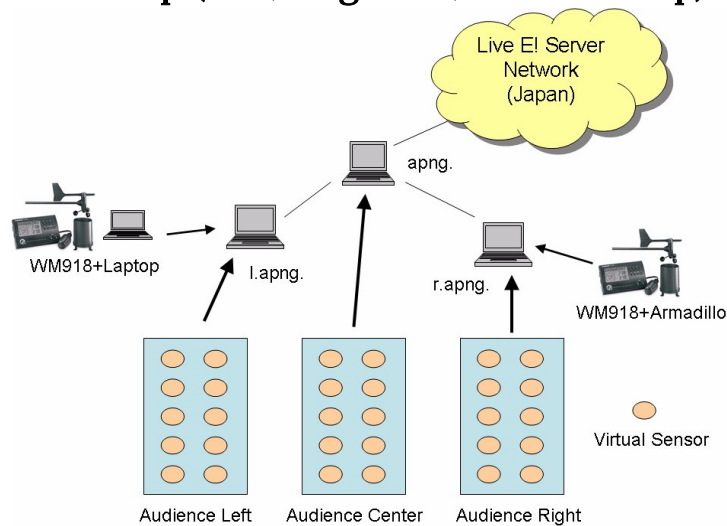 Live E! Server
Network
(Japan)
apng.
WM918+Laptop
l.apng.
r.apng.
WM918+Armadillo
Virtual Sensor
Audience Left
Audience Center
Audience Right